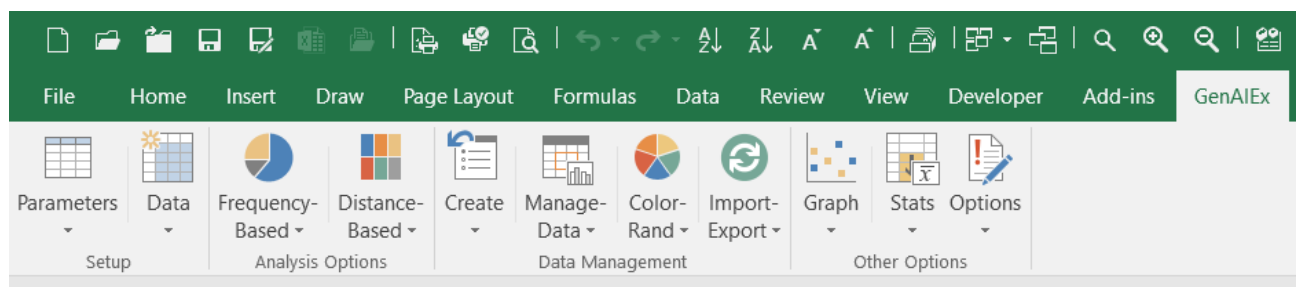 File Home Insert Draw Page Layout Formulas Data Review View Developer Add-ins GenAlEx
Parameters Data Frequency- Distance- Create Manage- Color- Import- Graph Stats Options
Based Based Data Rand Export
Setup Analysis Options Data Management Other Options